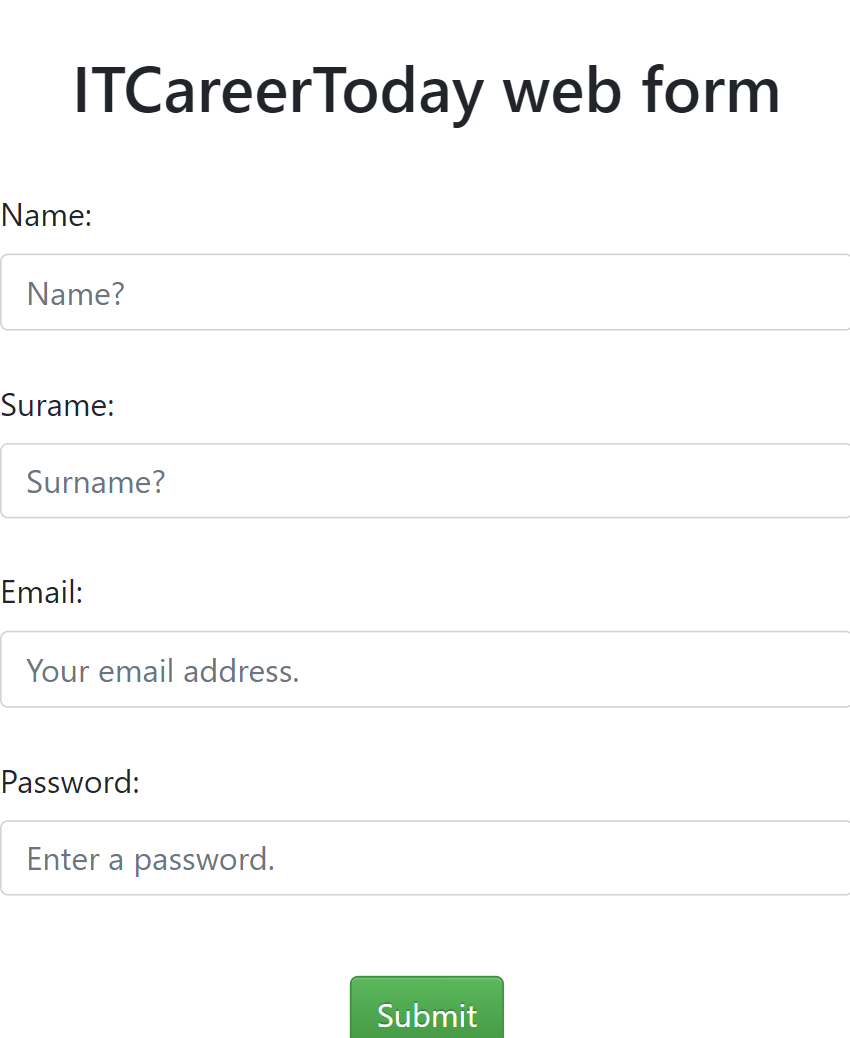 ITCareerToday web form
Name:
Name?
Surame:
Surname?
Email:
Your email address.
Password:
Enter a password.
Submit